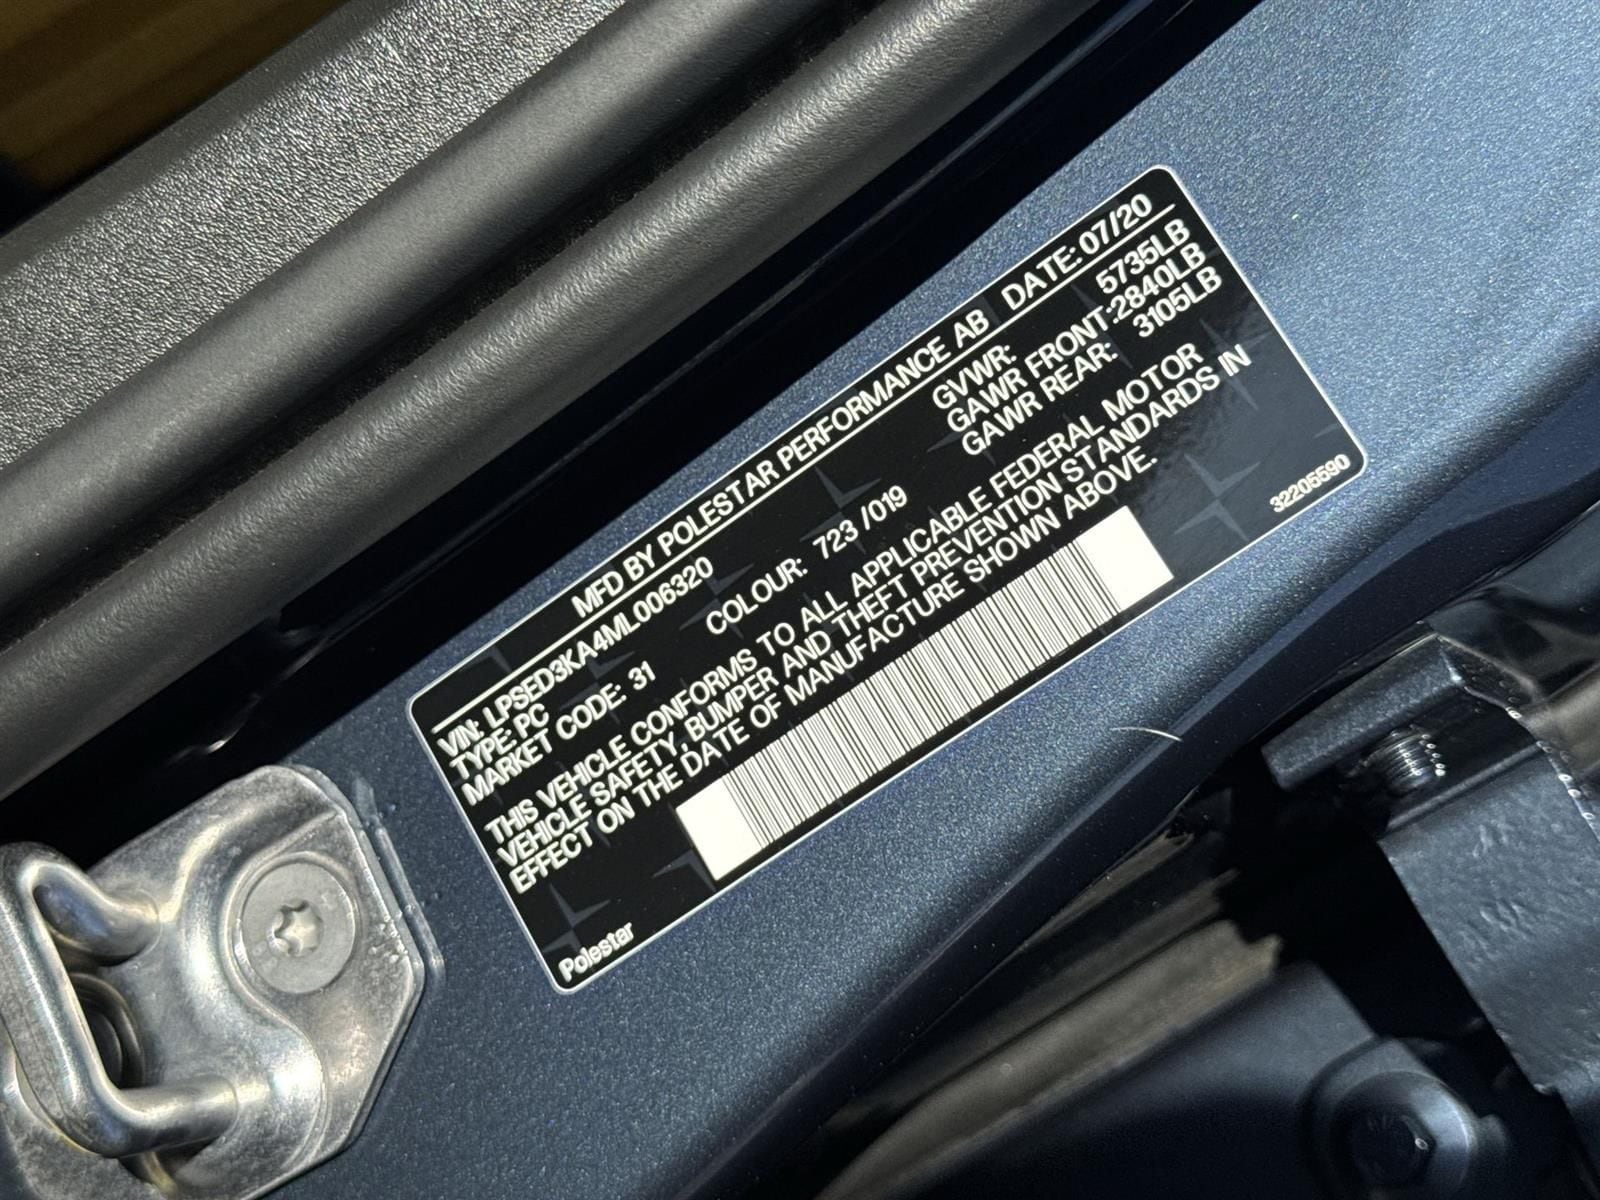 MFD BY POLESTAR PERFORMANCE AB DATE: 07/20
VIN: LPSED3KA4ML006320
TYPE: PC
MARKET CODE: 31
COLOUR: 723 /019
GVWR: 5735LB
GAWR FRONT: 2840LB
GAWR REAR: 3105LB
THIS VEHICLE CONFORMS TO ALL APPLICABLE FEDERAL MOTOR
VEHICLE SAFETY, BUMPER AND THEFT PREVENTION STANDARDS IN
EFFECT ON THE DATE OF MANUFACTURE SHOWN ABOVE.
Polestar
32205590